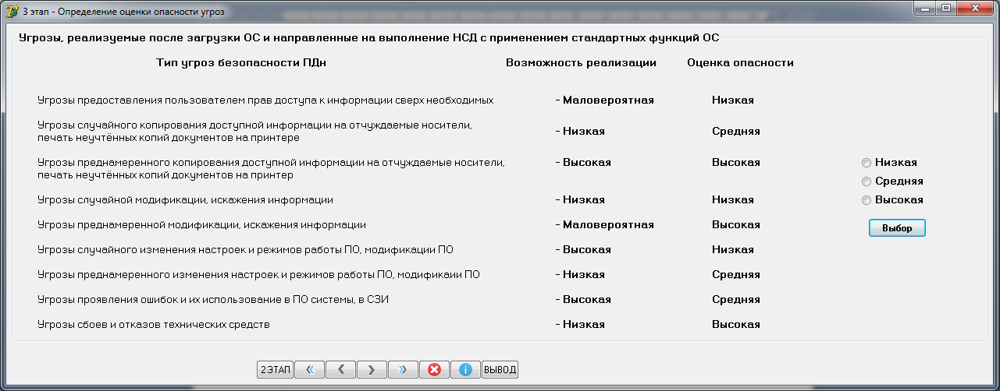 3 этап - Определение оценки опасности угроз
Угрозы, реализуемые после загрузки ОС и направленные на выполнение НСД с применением стандартных функций ОС
Тип угроз безопасности ПДн Возможность реализации Оценка опасности
Угрозы предоставления пользователем прав доступа к информации сверх необходимых - Маловероятная Низкая
Угрозы случайного копирования доступной информации на отчуждаемые носители,
печать неучтённых копий документов на принтере - Низкая Средняя
Угрозы преднамеренного копирования доступной информации на отчуждаемые носители, - Высокая Высокая Низкая
печать неучтённых копий документов на принтер
Средняя
Угрозы случайной модификации, искажения информации - Низкая Низкая Высокая
Угрозы преднамеренной модификации, искажения информации - Маловероятная Высокая Выбор
Угрозы случайного изменения настроек и режимов работы ПО, модификации ПО - Высокая Низкая
Угрозы преднамеренного изменения настроек и режимов работы ПО, модификаии ПО - Низкая Средняя
Угрозы проявления ошибок и их использование в ПО системы, в СЗИ - Высокая Средняя
Угрозы сбоев и отказов технических средств - Низкая Высокая
2 ЭТАП ВЫВОД